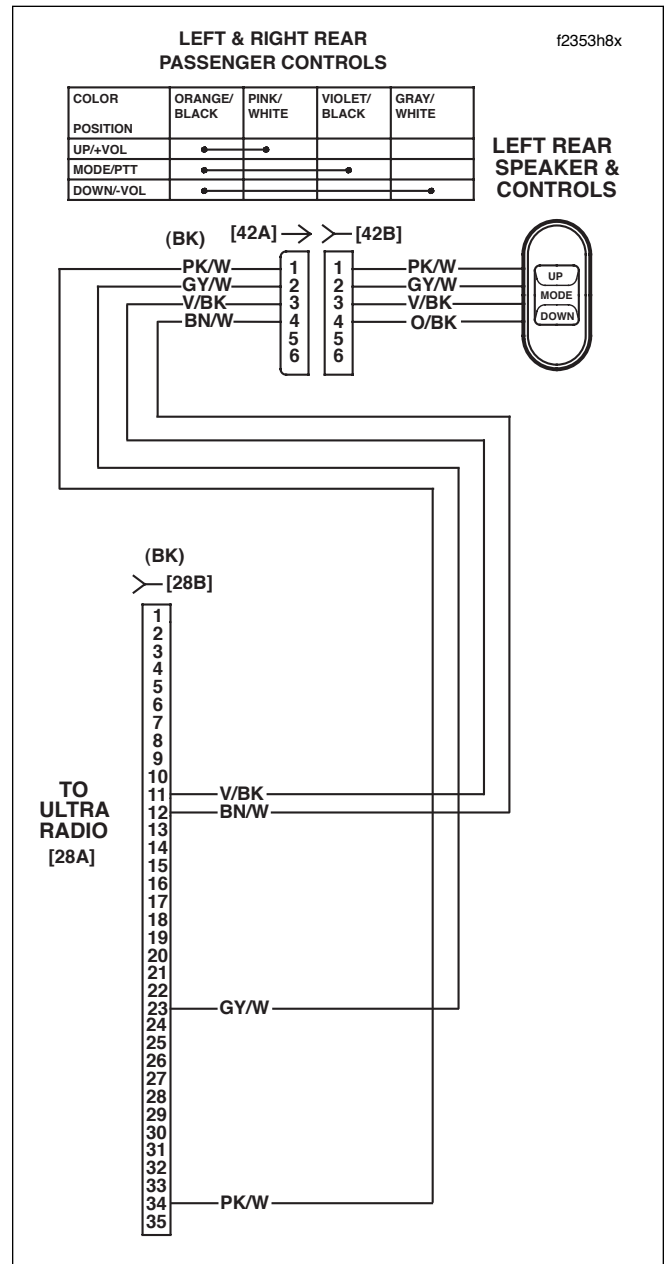 LEFT & RIGHT REAR
PASSENGER CONTROLS
f2353h8x
COLOR
POSITION
ORANGE/
BLACK
PINK/
WHITE
VIOLET/
BLACK
GRAY/
WHITE
UP/+VOL
MODE/PTT
DOWN/-VOL
LEFT REAR
SPEAKER &
CONTROLS
(BK) [42A] [42B]
PK/W 1 1 PK/W
GY/W 2 2 GY/W
V/BK 3 3 V/BK
BN/W 4 4 O/BK
5 5
6 6
UP
MODE
DOWN
(BK)
[28B]
1
2
3
4
5
6
7
8
9
10
11 V/BK
12 BN/W
13
14
15
16
17
18
19
20
21
22
23 GY/W
24
25
26
27
28
29
30
31
32
33
34 PK/W
35
TO
ULTRA
RADIO
[28A]